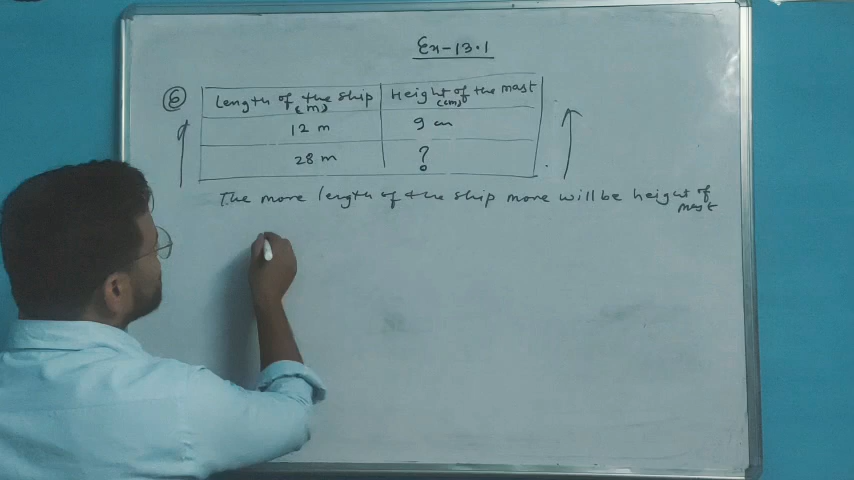 Ex-13.1
6
Length of the ship Height of the mast
(m) (cm)
12 m 9 cm
28 m ?
The more length of the ship more will be height of
mast